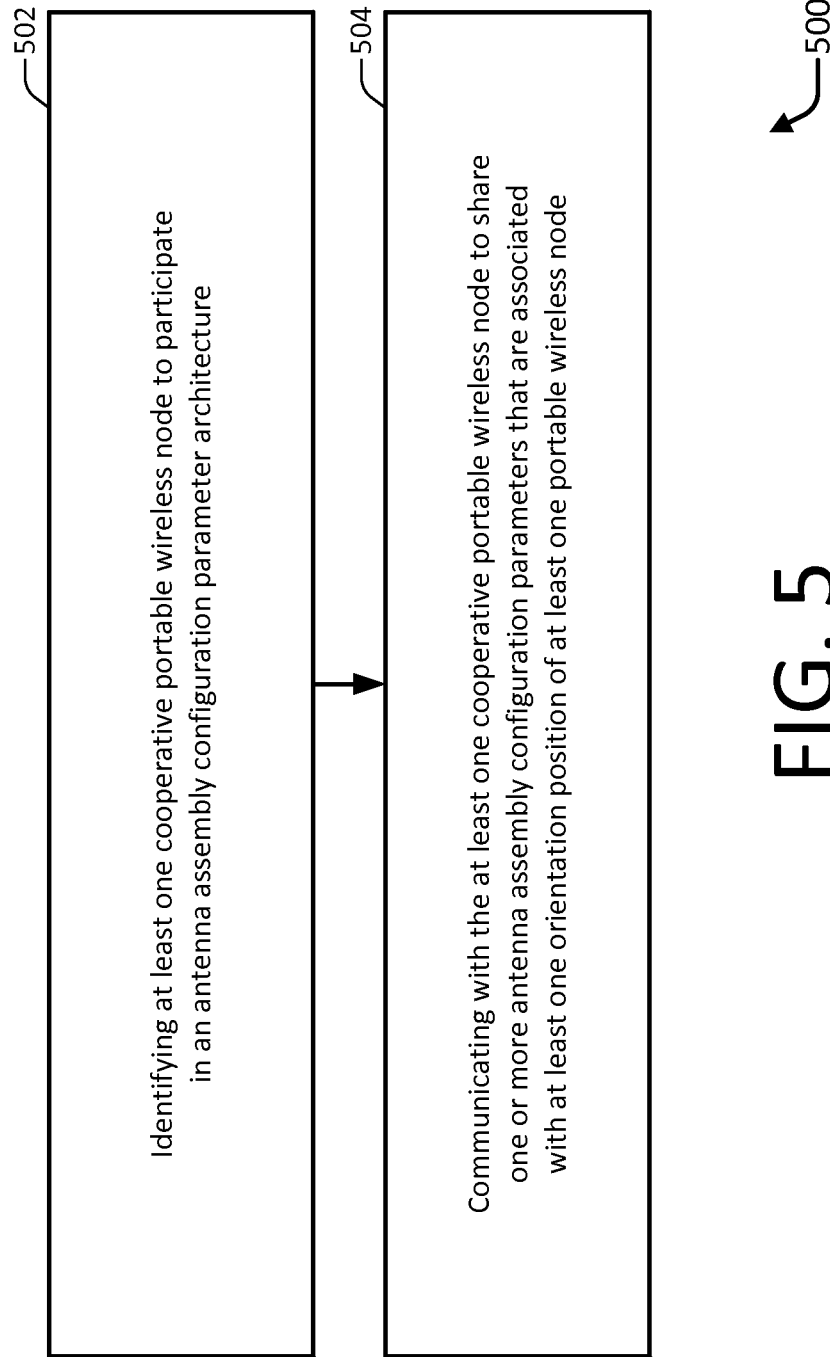 502
Identifying at least one cooperative portable wireless node to participate
in an antenna assembly configuration parameter architecture
504
Communicating with the at least one cooperative portable wireless node to share
one or more antenna assembly configuration parameters that are associated
with at least one orientation position of at least one portable wireless node
500
FIG. 5